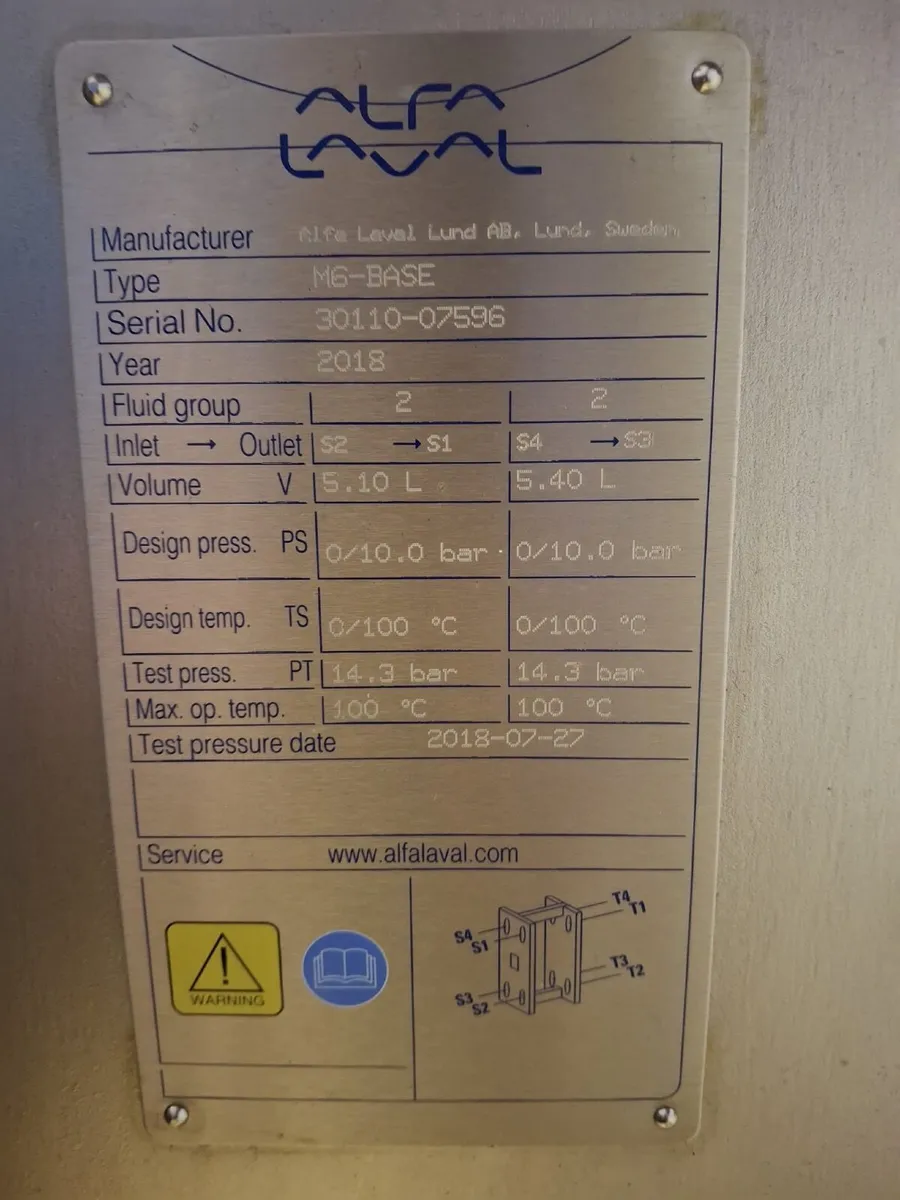 ALFA
LAVAL
Manufacturer Alfa Laval Lund AB, Lund, Sweden
Type M6-BASE
Serial No. 30110-07596
Year 2018
Fluid group 2 2
Inlet → Outlet S2 → S1 S4 → S3
Volume V 5.10 L 5.40 L
Design press. PS 0/10.0 bar 0/10.0 bar
Design temp. TS 0/100 °C 0/100 °C
Test press. PT 14.3 bar 14.3 bar
Max. op. temp. 100 °C 100 °C
Test pressure date 2018-07-27
Service www.alfalaval.com
WARNING
T4
T1
S4
S1
T3
T2
S3
S2